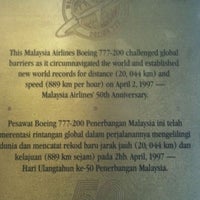 This Malaysia Airlines Boeing 777-200 challenged global
barriers as it circumnavigated the world and established
new world records for distance (20, 044 km) and
speed (889 km per hour) on April 2, 1997 —
Malaysia Airlines' 50th Anniversary.
Pesawat Boeing 777-200 Penerbangan Malaysia ini telah
merentasi rintangan global dalam perjalanannya mengelilingi
dunia dan mencatat rekod baru jarak jauh (20, 044 km) dan
kelajuan (889 km sejam) pada 2hb April, 1997 —
Hari Ulangtahun ke-50 Penerbangan Malaysia.